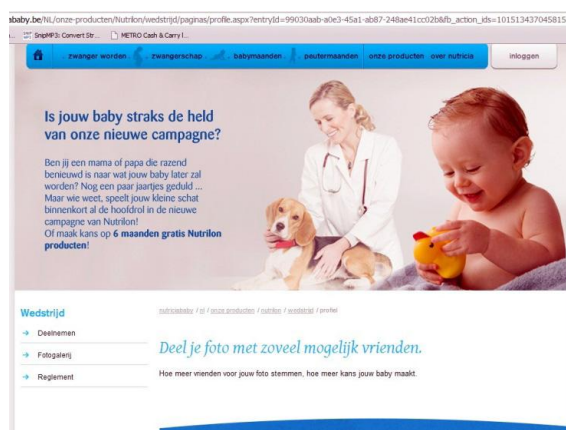 ababy.be/NL/onze-producten/Nutrilon/wedstrijd/paginas/profile.aspx?entryId=99030aab-a0e3-45a1-ab87-248ae41cc02b&fb_action_ids=101513437045815
SnipMP3: Convert Str... METRO Cash & Carry I...
zwanger worden zwangerschap babymaanden peutermaanden onze producten over nutricia inloggen
Is jouw baby straks de held
van onze nieuwe campagne?
Ben jij een mama of papa die razend
benieuwd is naar wat jouw baby later zal
worden? Nog een paar jaartjes geduld ...
Maar wie weet, speelt jouw kleine schat
binnenkort al de hoofdrol in de nieuwe
campagne van Nutrilon!
Of maak kans op 6 maanden gratis Nutrilon
producten!
Wedstrijd
nutriciababy / nl / onze producten / nutrilon / wedstrijd / profiel
Deelnemen
Fotogalerij
Reglement
Deel je foto met zoveel mogelijk vrienden.
Hoe meer vrienden voor jouw foto stemmen, hoe meer kans jouw baby maakt.